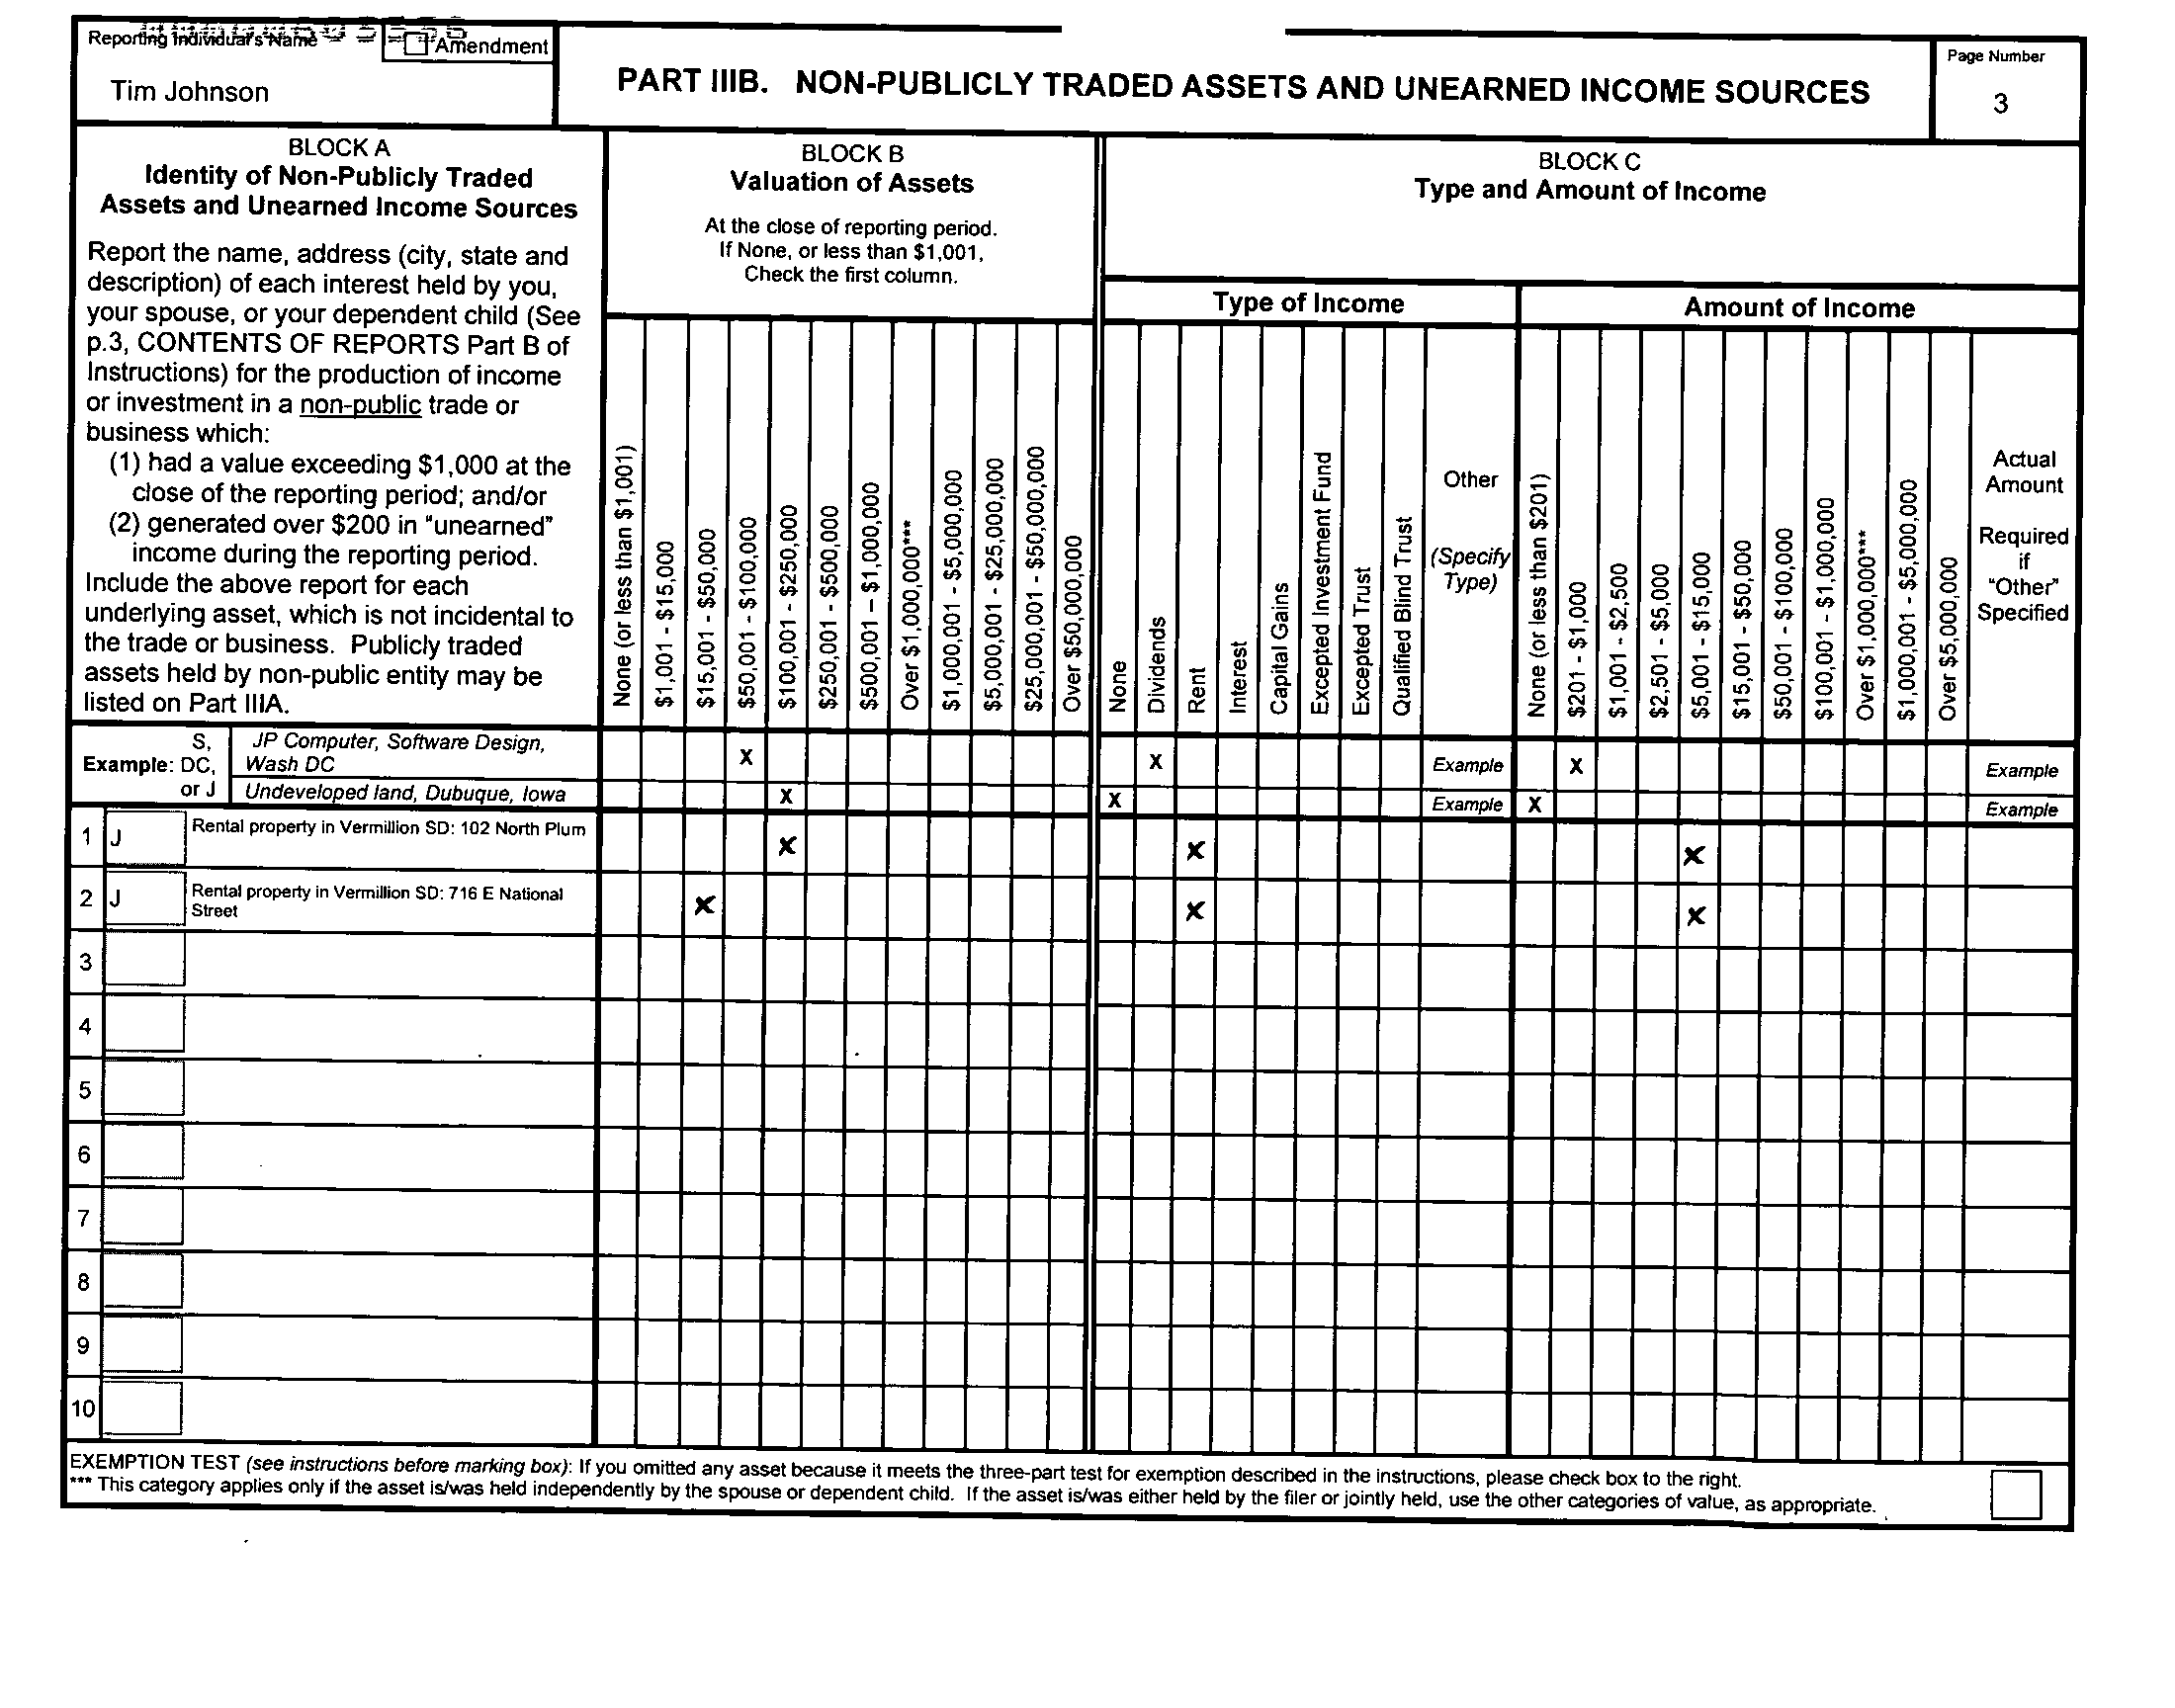 Reporting Individual's Name
Amendment
Tim Johnson
PART IIIB. NON-PUBLICLY TRADED ASSETS AND UNEARNED INCOME SOURCES
Page Number
3
BLOCK A
Identity of Non-Publicly Traded
Assets and Unearned Income Sources
Report the name, address (city, state and
description) of each interest held by you,
your spouse, or your dependent child (See
p.3, CONTENTS OF REPORTS Part B of
Instructions) for the production of income
or investment in a non-public trade or
business which:
(1) had a value exceeding $1,000 at the
close of the reporting period; and/or
(2) generated over $200 in "unearned"
income during the reporting period.
Include the above report for each
underlying asset, which is not incidental to
the trade or business. Publicly traded
assets held by non-public entity may be
listed on Part IIIA.
BLOCK B
Valuation of Assets
At the close of reporting period.
If None, or less than $1,001,
Check the first column.
None (or less than $1,001)
$1,001 - $15,000
$15,001 - $50,000
$50,001 - $100,000
$100,001 - $250,000
$250,001 - $500,000
$500,001 – $1,000,000
Over $1,000,000***
$1,000,001 - $5,000,000
$5,000,001 - $25,000,000
$25,000,001 - $50,000,000
Over $50,000,000
BLOCK C
Type and Amount of Income
Type of Income
None
Dividends
Rent
Interest
Capital Gains
Excepted Investment Fund
Excepted Trust
Qualified Blind Trust
Other
(Specify
Type)
Amount of Income
None (or less than $201)
$201 - $1,000
$1,001 - $2,500
$2,501 - $5,000
$5,001 - $15,000
$15,001 - $50,000
$50,001 - $100,000
$100,001 - $1,000,000
Over $1,000,000***
$1,000,001 - $5,000,000
Over $5,000,000
Actual
Amount
Required
if
"Other"
Specified
S,
Example: DC,
or J
JP Computer, Software Design,
Wash DC
X X Example X Example
Undeveloped land, Dubuque, Iowa X X Example X Example
1 J Rental property in Vermillion SD: 102 North Plum X X X
2 J Rental property in Vermillion SD: 716 E National
Street
X X X
3
4
5
6
7
8
9
10
EXEMPTION TEST (see instructions before marking box): If you omitted any asset because it meets the three-part test for exemption described in the instructions, please check box to the right.
*** This category applies only if the asset is/was held independently by the spouse or dependent child. If the asset is/was either held by the filer or jointly held, use the other categories of value, as appropriate.